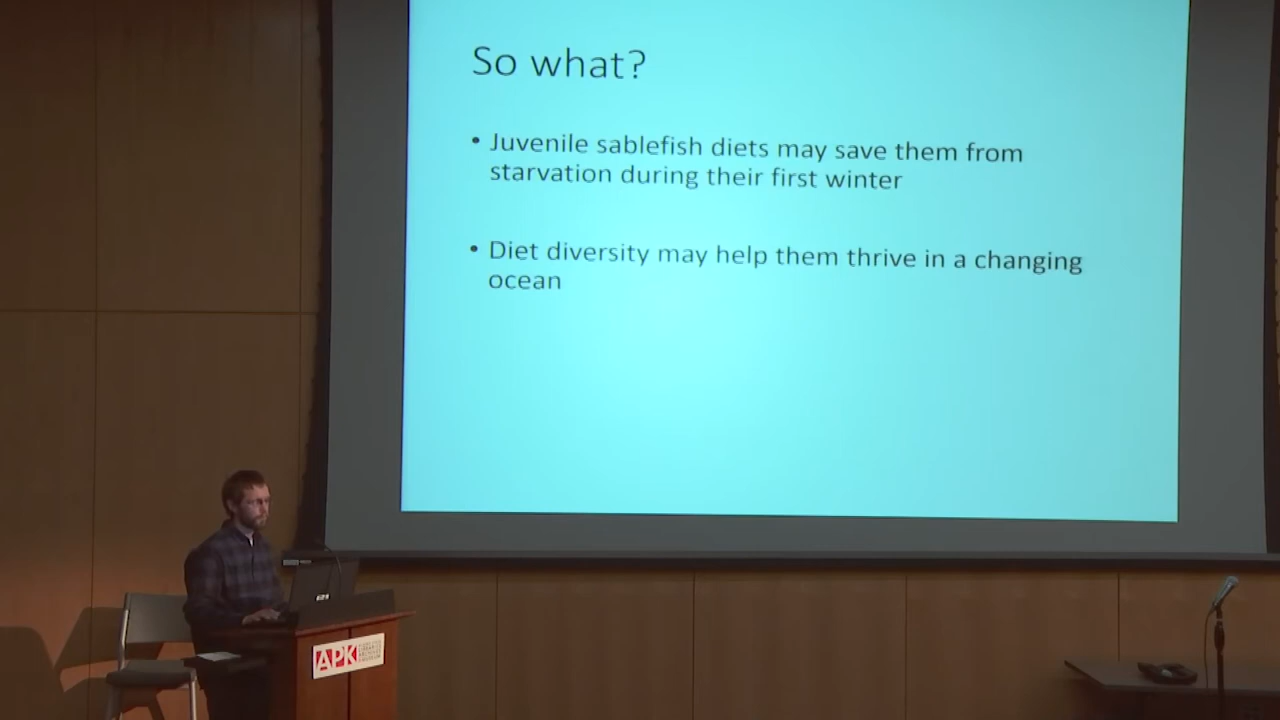 So what?
• Juvenile sablefish diets may save them from
starvation during their first winter
• Diet diversity may help them thrive in a changing
ocean
APK